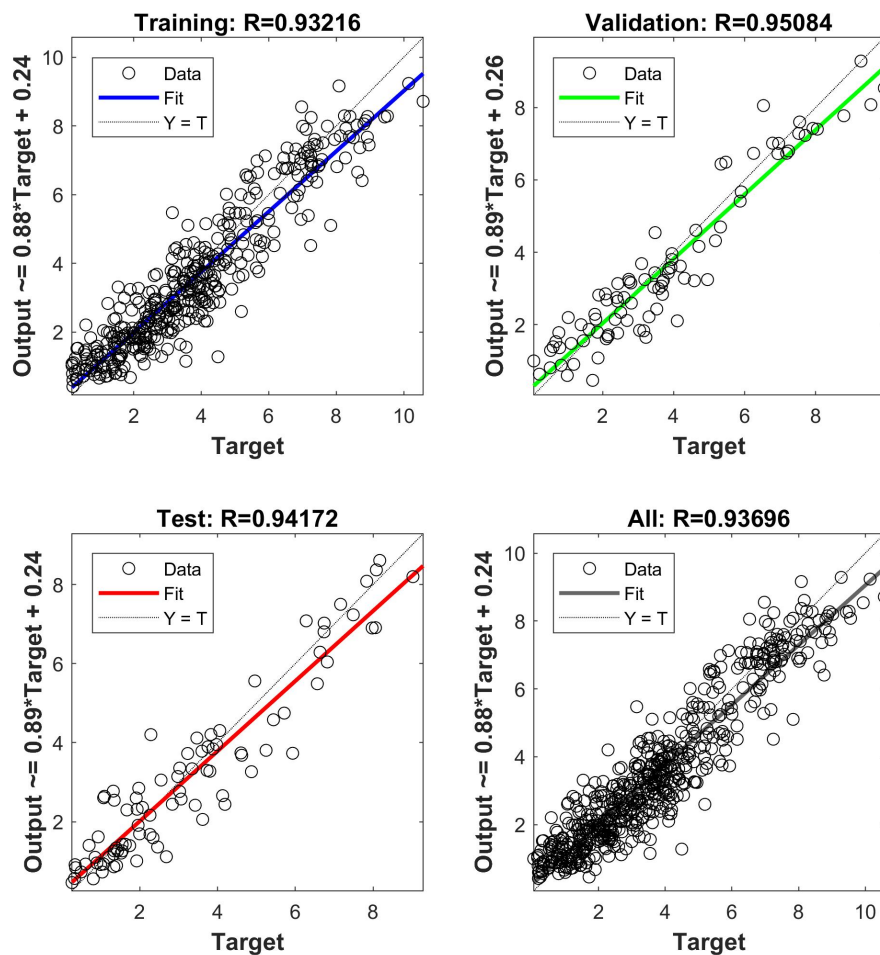 Training: R=0.93216
Output ~= 0.88*Target + 0.24
10
8
6
4
2
Data
Fit
Y = T
2 4 6 8 10
Target
Validation: R=0.95084
Output ~= 0.89*Target + 0.26
8
6
4
2
Data
Fit
Y = T
2 4 6 8
Target
Test: R=0.94172
Output ~= 0.89*Target + 0.24
8
6
4
2
Data
Fit
Y = T
2 4 6 8
Target
All: R=0.93696
Output ~= 0.88*Target + 0.24
10
8
6
4
2
Data
Fit
Y = T
2 4 6 8 10
Target